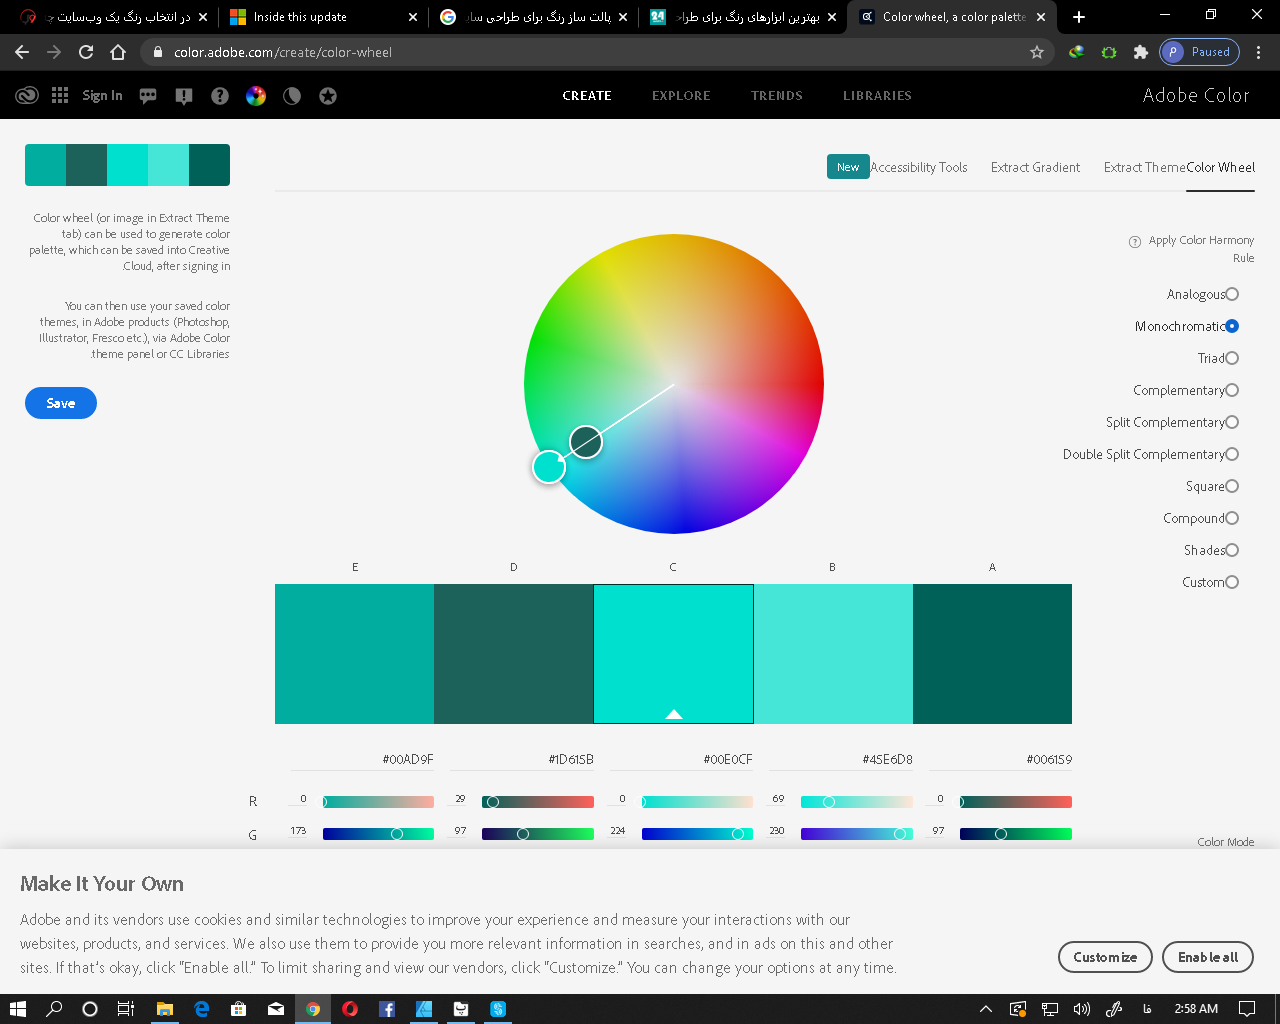 در انتخاب رنگ یک وب‌سایت چـ
Inside this update
پالت ساز رنگ برای طراحی سایـ
بهترین ابزارهای رنگ برای طراحـ
Color wheel, a color palette
color.adobe.com/create/color-wheel
P Paused
Sign In
CREATE EXPLORE TRENDS LIBRARIES
Adobe Color
New Accessibility Tools Extract Gradient Extract Theme Color Wheel
Color wheel (or image in Extract Theme
tab) can be used to generate color
palette, which can be saved into Creative
.Cloud, after signing in
You can then use your saved color
themes, in Adobe products (Photoshop,
Illustrator, Fresco etc.), via Adobe Color
.theme panel or CC Libraries
Save
? Apply Color Harmony
Rule
Analogous
Monochromatic
Triad
Complementary
Split Complementary
Double Split Complementary
Square
Compound
Shades
Custom
E D C B A
#00AD9F #1D615B #00E0CF #45E6D8 #006159
R 0 29 0 69 0
G 173 97 224 230 97
Color Mode
Make It Your Own
Adobe and its vendors use cookies and similar technologies to improve your experience and measure your interactions with our
websites, products, and services. We also use them to provide you more relevant information in searches, and in ads on this and other
sites. If that's okay, click "Enable all." To limit sharing and view our vendors, click "Customize." You can change your options at any time.
Customize Enable all
فا 2:58 AM